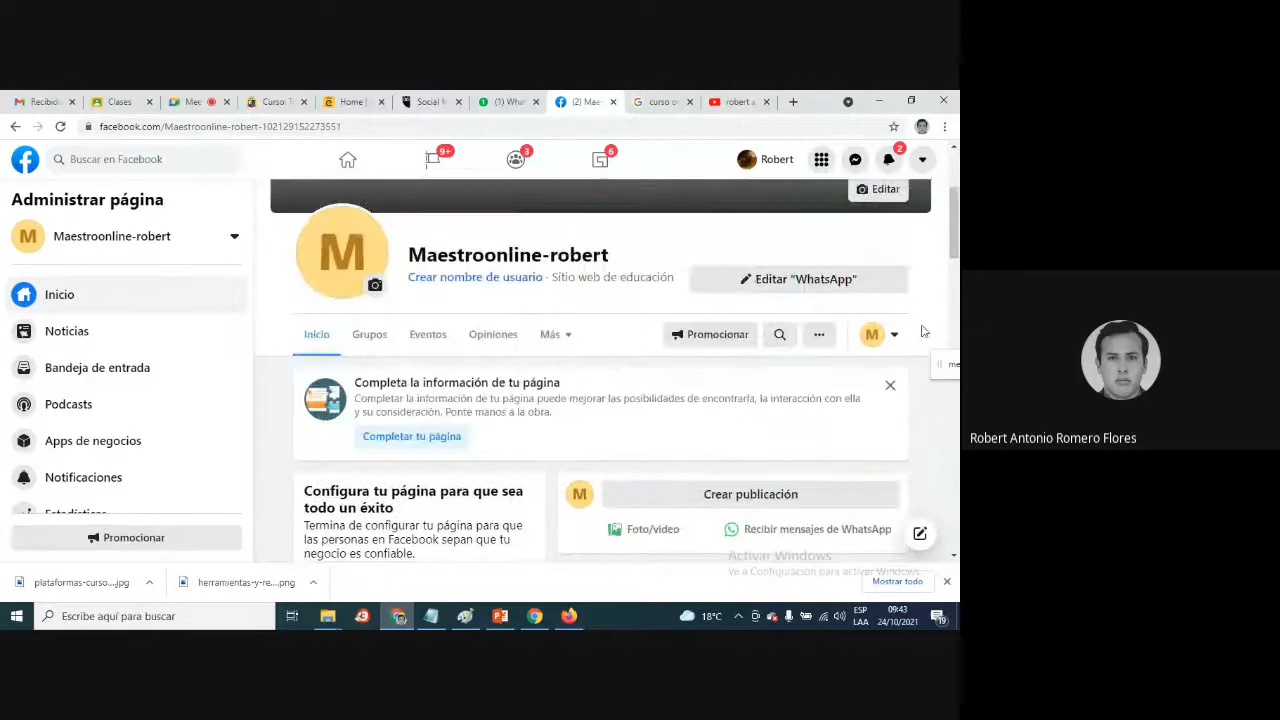 Recibido
Clases
Mee
Curso: T
Home |
Social M
(1) What
(2) Mae
curso o
robert a
facebook.com/Maestroonline-robert-102129152273551
Buscar en Facebook
9+
3
6
Robert
2
Administrar página
M Maestroonline-robert
Inicio
Noticias
Bandeja de entrada
Podcasts
Apps de negocios
Notificaciones
Estadísticas
Promocionar
Editar
M
Maestroonline-robert
Crear nombre de usuario · Sitio web de educación
Editar "WhatsApp"
Inicio Grupos Eventos Opiniones Más
Promocionar
M
me
Completa la información de tu página
Completar la información de tu página puede mejorar las posibilidades de encontrarla, la interacción con ella
y su consideración. Ponte manos a la obra.
Completar tu página
Configura tu página para que sea
todo un éxito
Termina de configurar tu página para que
las personas en Facebook sepan que tu
negocio es confiable.
M Crear publicación
Foto/video Recibir mensajes de WhatsApp
Activar Windows
Ve a Configuración para activar Windows.
plataformas-curso....jpg
herramientas-y-re....png
Mostrar todo
Escribe aquí para buscar
18°C
ESP
LAA
09:43
24/10/2021
19
Robert Antonio Romero Flores